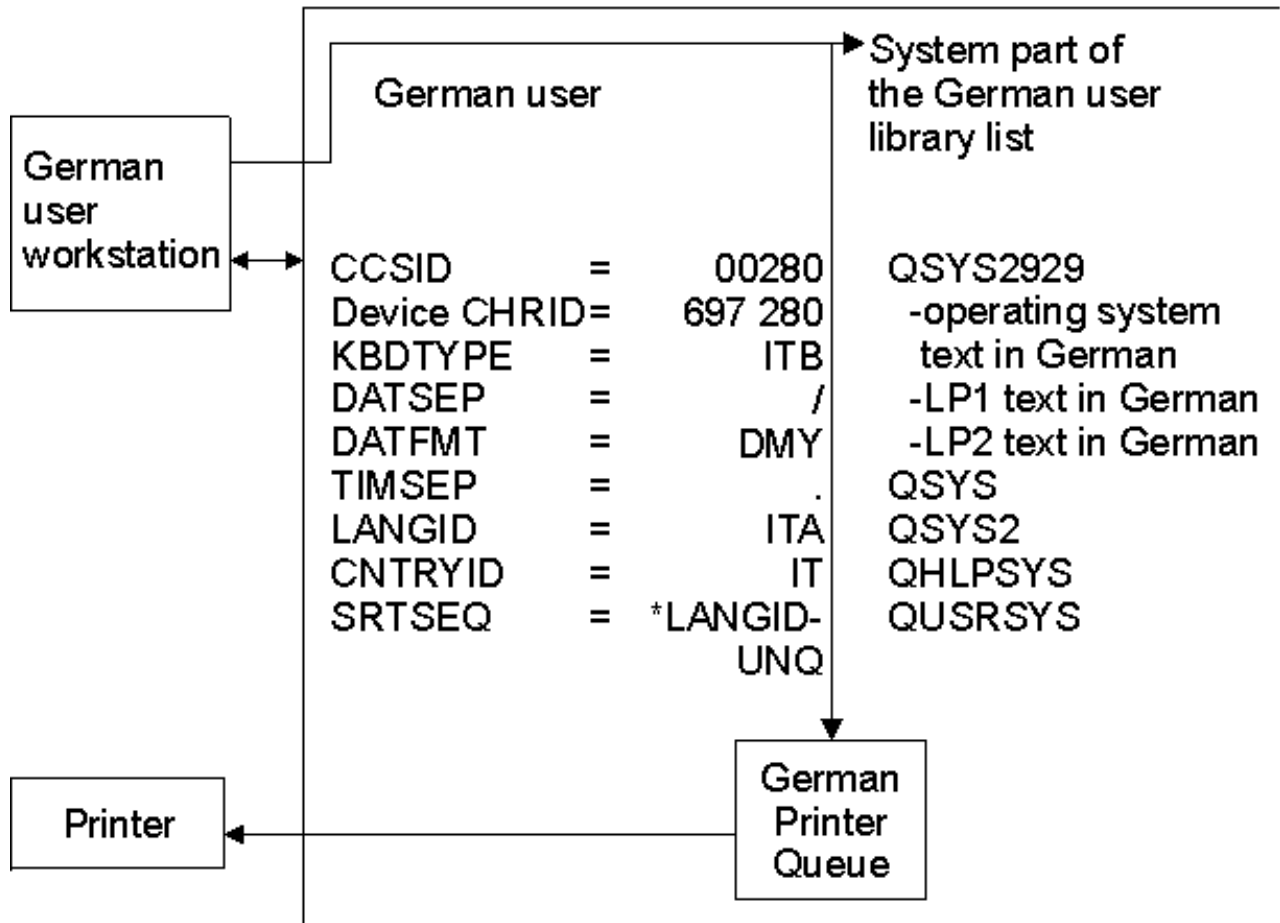 System part of
the German user
library list
German user
German
user
workstation
CCSID = 00280
Device CHRID= 697 280
KBDTYPE = ITB
DATSEP = /
DATFMT = DMY
TIMSEP = .
LANGID = ITA
CNTRYID = IT
SRTSEQ = *LANGID-
UNQ
QSYS2929
-operating system
text in German
-LP1 text in German
-LP2 text in German
QSYS
QSYS2
QHLPSYS
QUSRSYS
German
Printer
Queue
Printer